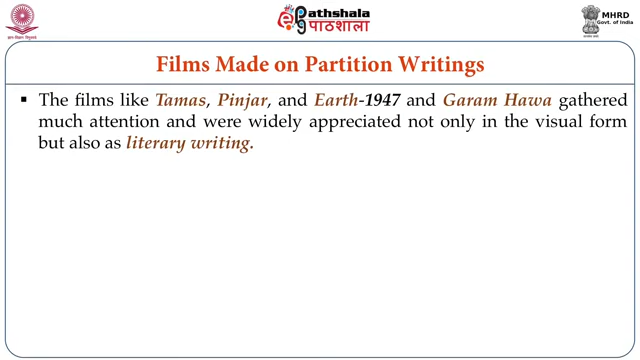 Pathshala
पाठशाला
MHRD
Govt. of India
Films Made on Partition Writings
▪ The films like Tamas, Pinjar, and Earth-1947 and Garam Hawa gathered
much attention and were widely appreciated not only in the visual form
but also as literary writing.